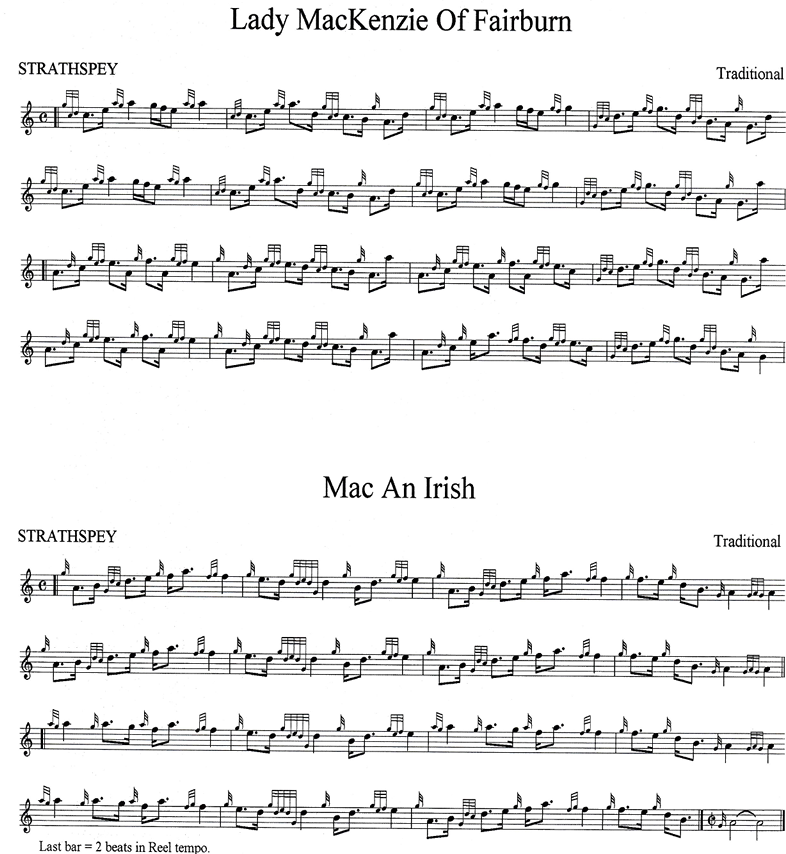 Lady MacKenzie Of Fairburn
STRATHSPEY
Traditional
Mac An Irish
STRATHSPEY
Traditional
Last bar = 2 beats in Reel tempo.